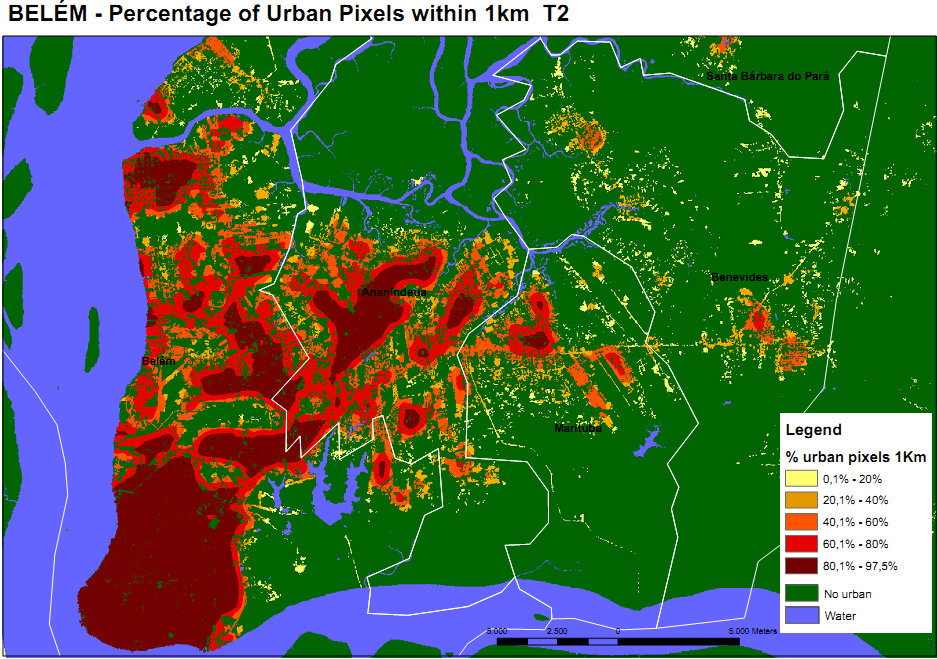 BELÉM - Percentage of Urban Pixels within 1km T2
Santa Bárbara do Pará
Benevides
Ananindeua
Belém
Marituba
Legend
% urban pixels 1Km
0,1% - 20%
20,1% - 40%
40,1% - 60%
60,1% - 80%
80,1% - 97,5%
No urban
Water
5.000 2.500 0 5.000 Meters